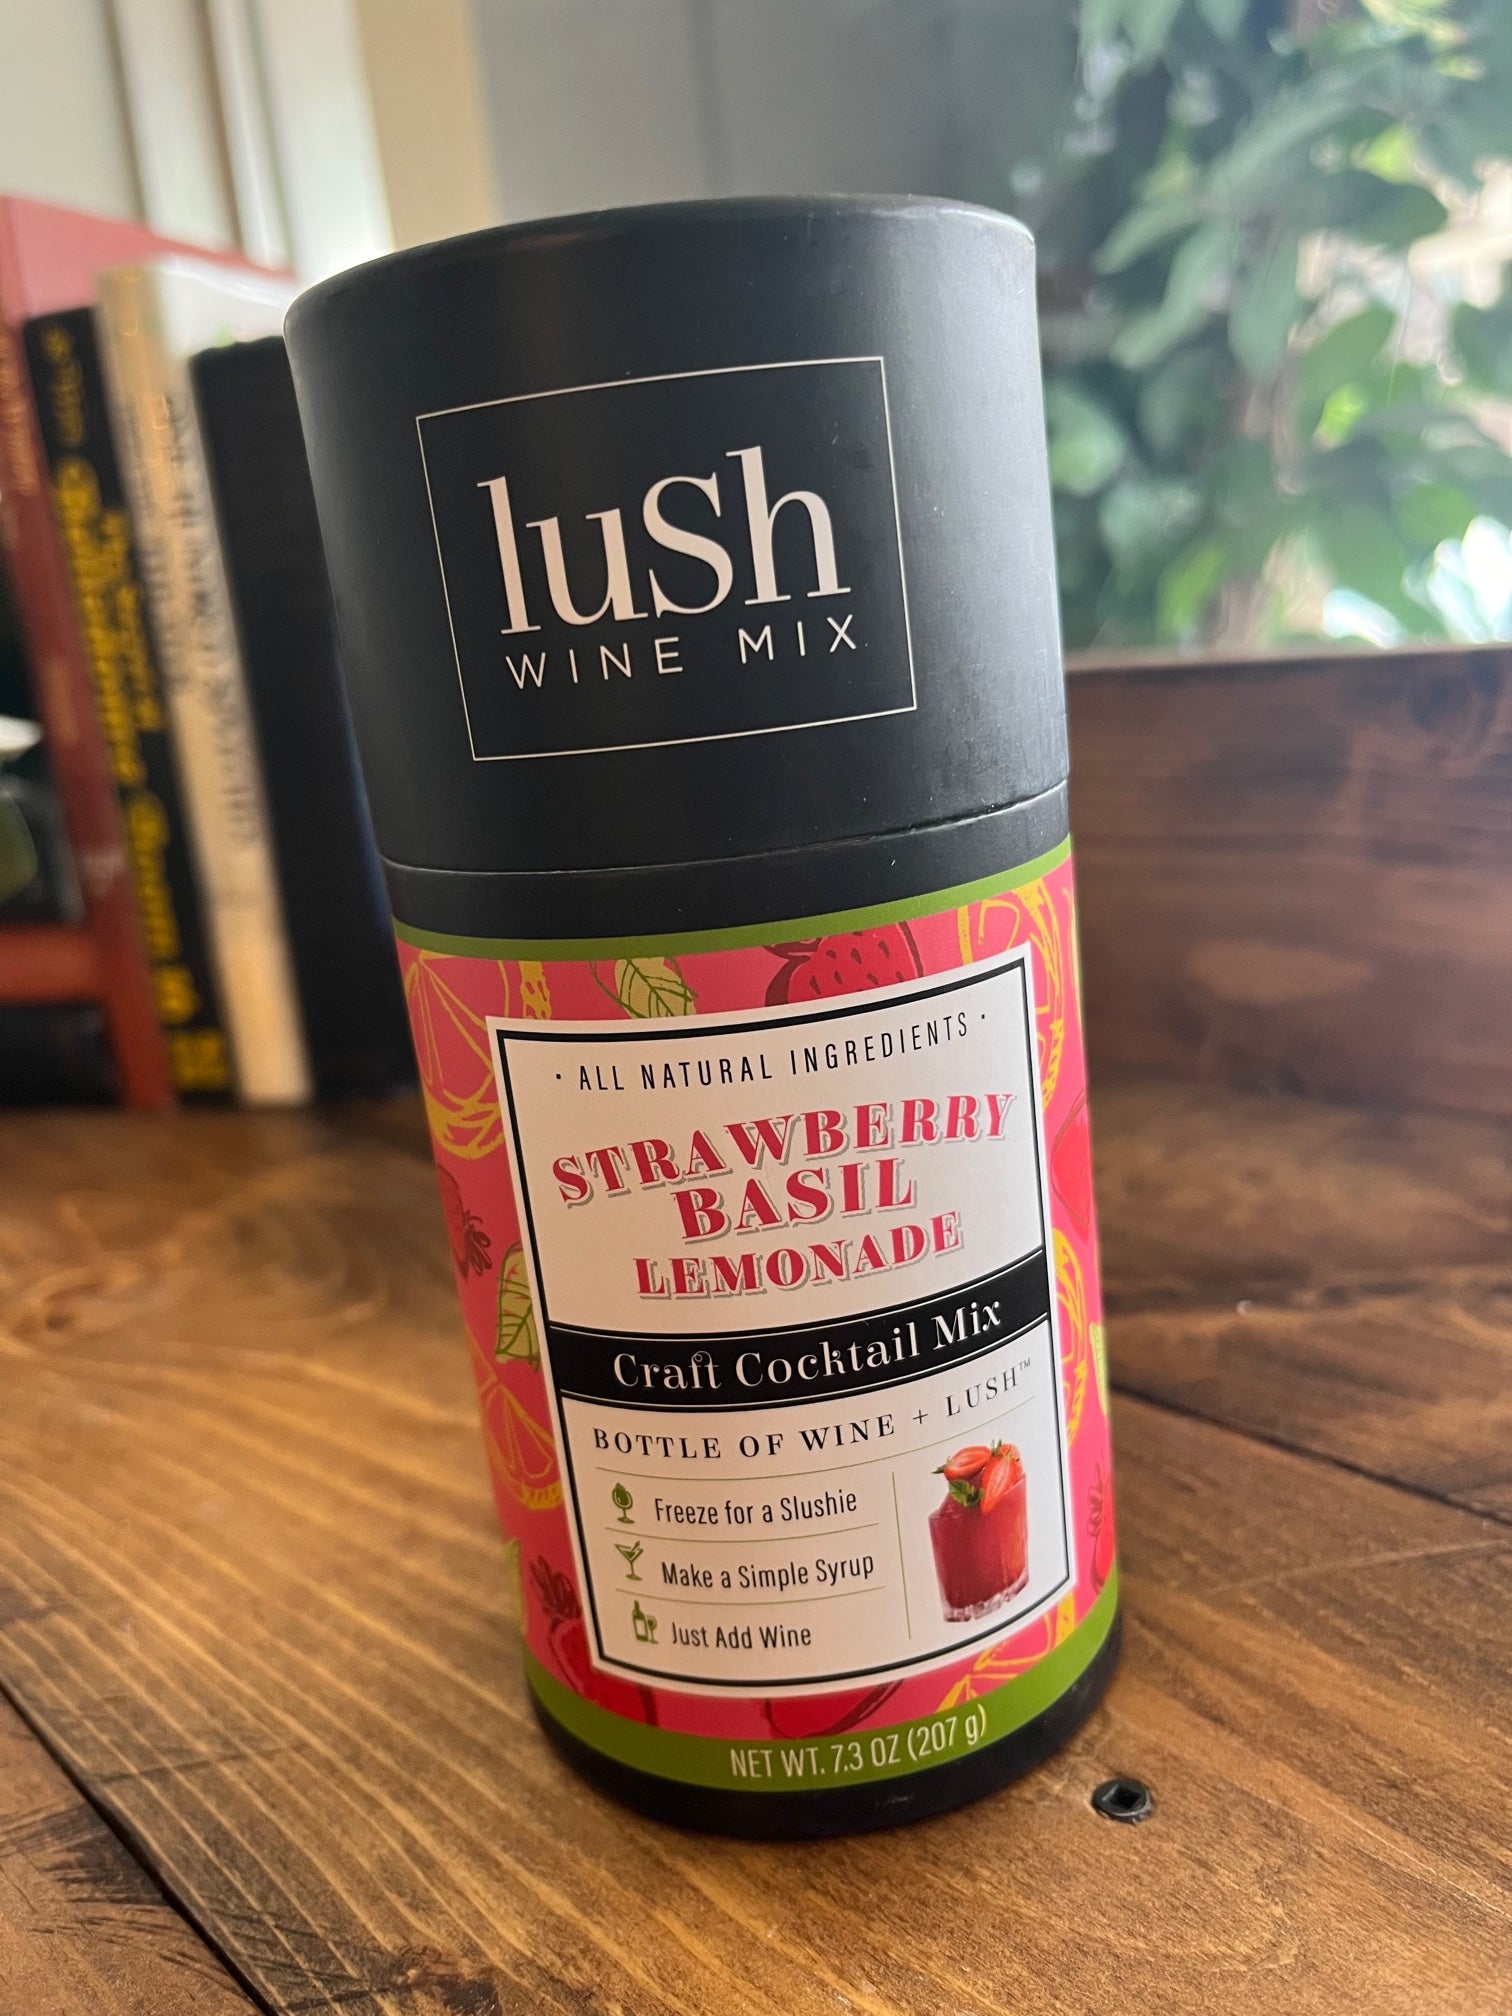 lush
WINE MIX
· ALL NATURAL INGREDIENTS ·
STRAWBERRY
BASIL
LEMONADE
Craft Cocktail Mix
BOTTLE OF WINE + LUSH™
Freeze for a Slushie
Make a Simple Syrup
Just Add Wine
NET WT. 7.3 OZ (207 g)